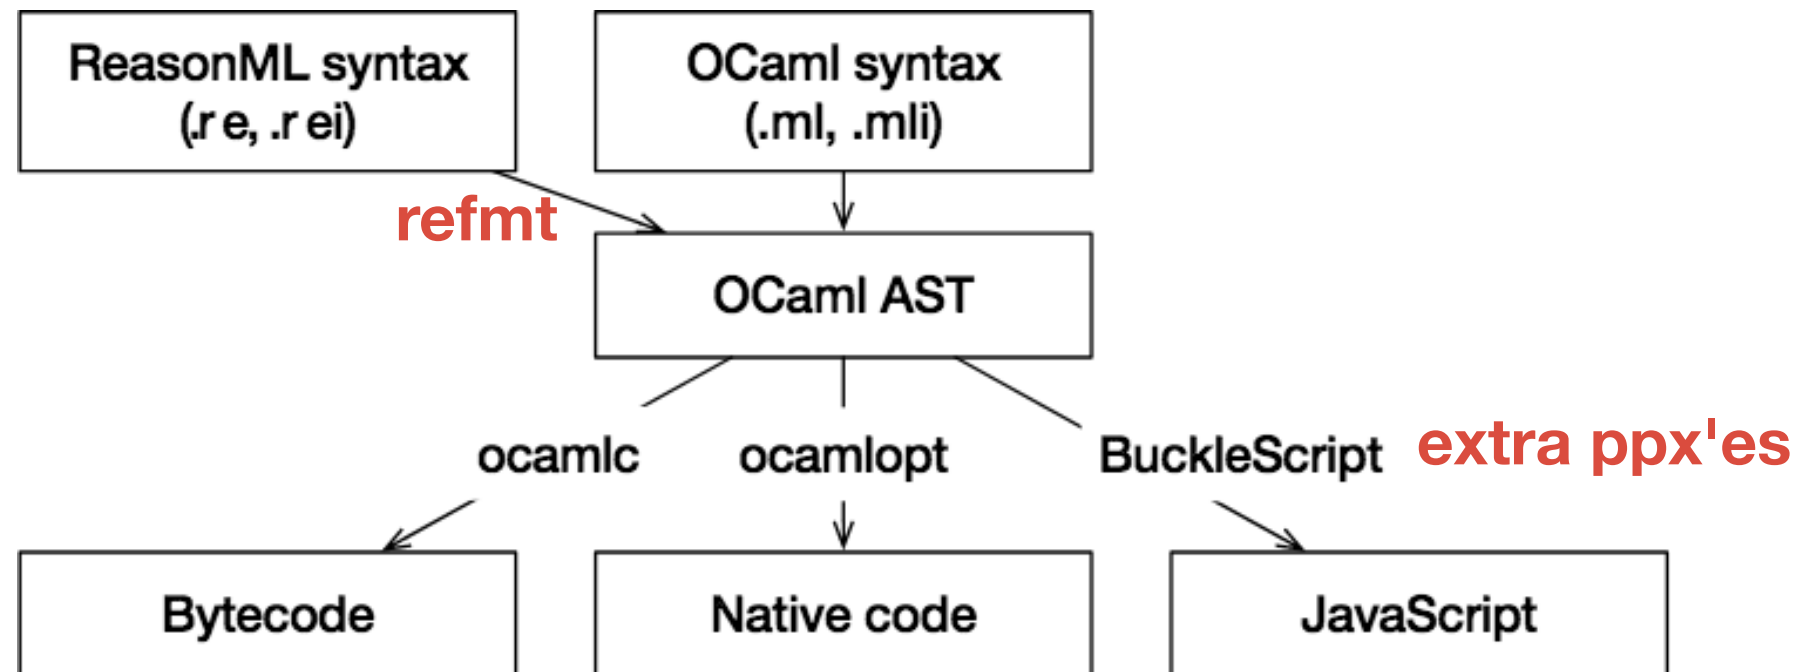 ReasonML syntax
(.re, .rei)
OCaml syntax
(.ml, .mli)
refmt
OCaml AST
ocamlc
ocamlopt
BuckleScript
extra ppx'es
Bytecode
Native code
JavaScript